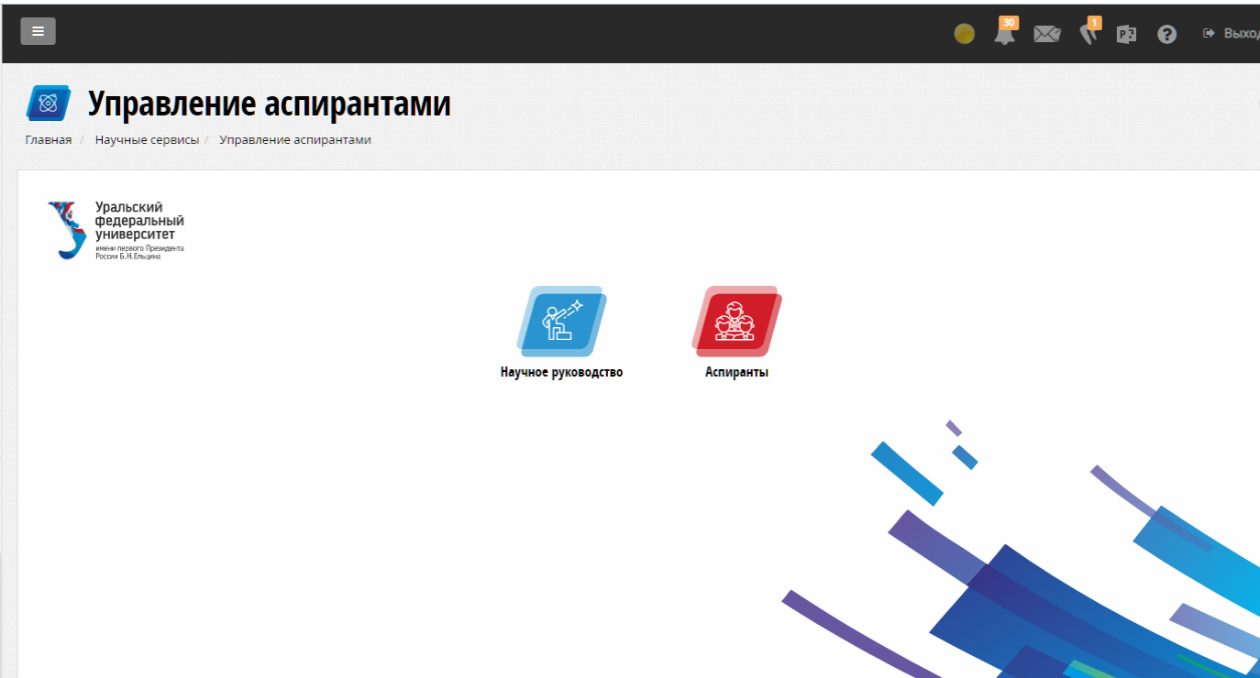 30
1
Выход
Управление аспирантами
Главная / Научные сервисы / Управление аспирантами
Уральский
федеральный
университет
имени первого Президента
России Б.Н.Ельцина
Научное руководство
Аспиранты